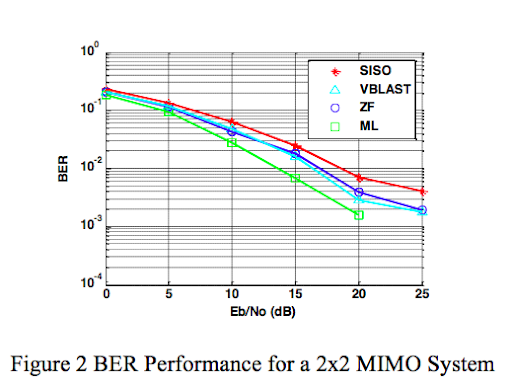 10^0
10^-1
10^-2
10^-3
10^-4
BER
SISO
VBLAST
ZF
ML
0 5 10 15 20 25
Eb/No (dB)
Figure 2 BER Performance for a 2x2 MIMO System